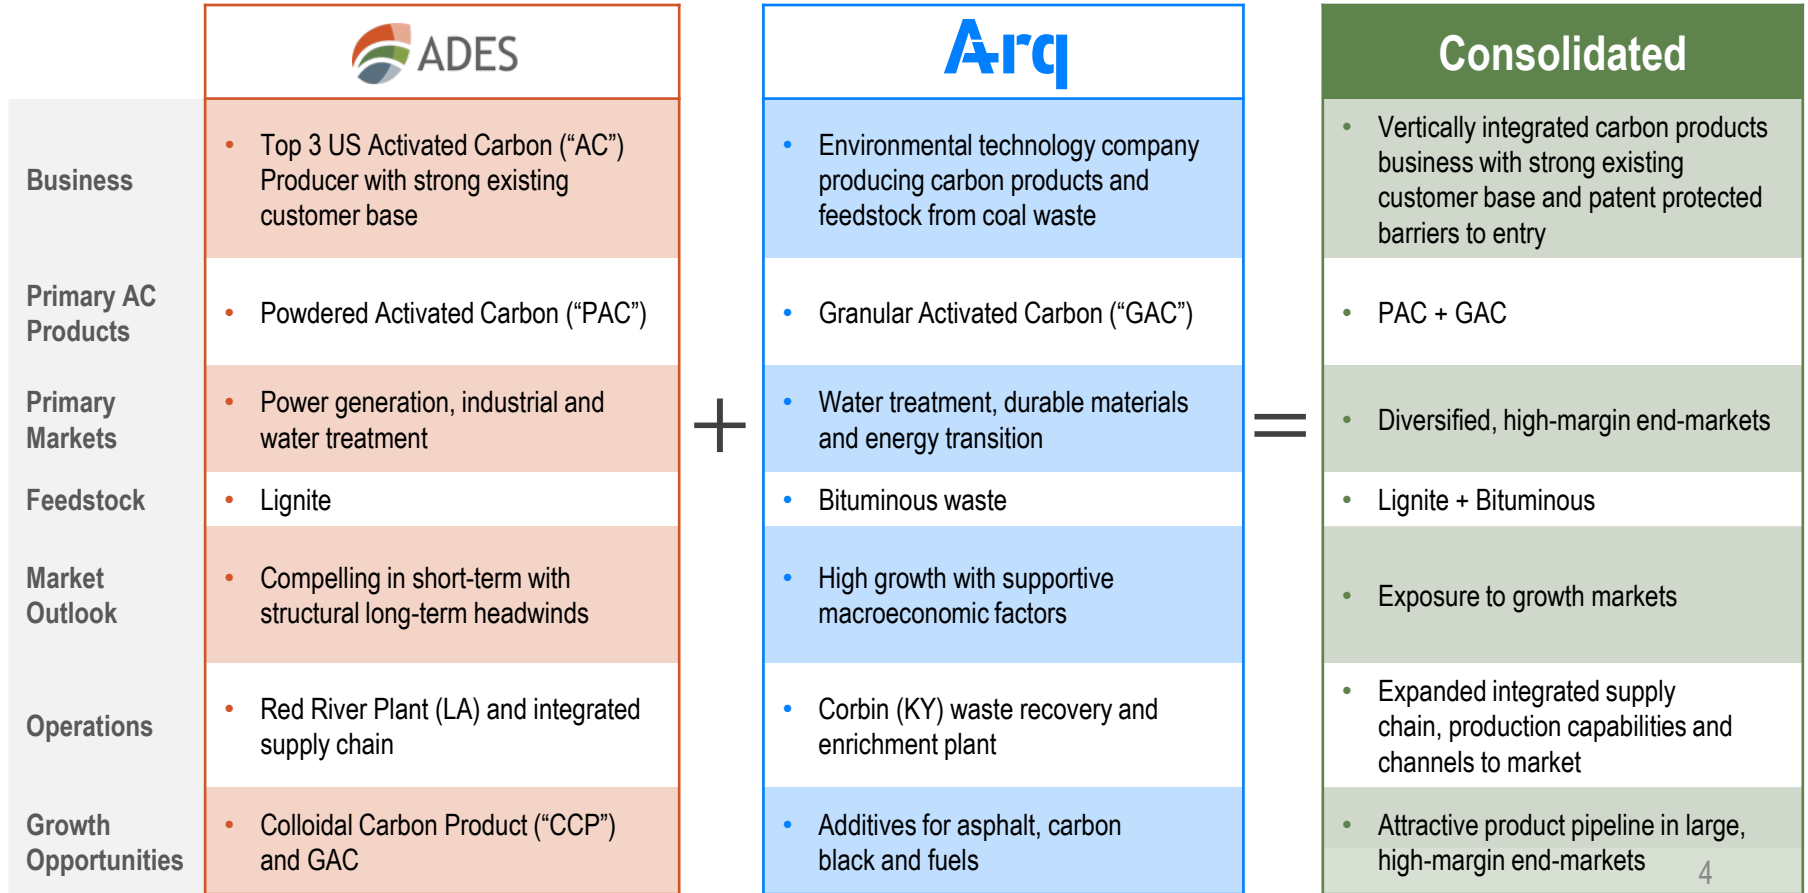 ADES
Arq
Consolidated
Business
• Top 3 US Activated Carbon (“AC”)
Producer with strong existing
customer base
• Environmental technology company
producing carbon products and
feedstock from coal waste
• Vertically integrated carbon products
business with strong existing
customer base and patent protected
barriers to entry
Primary AC
Products
• Powdered Activated Carbon (“PAC”)
• Granular Activated Carbon (“GAC”)
• PAC + GAC
Primary
Markets
• Power generation, industrial and
water treatment
+
• Water treatment, durable materials
and energy transition
=
• Diversified, high-margin end-markets
Feedstock
• Lignite
• Bituminous waste
• Lignite + Bituminous
Market
Outlook
• Compelling in short-term with
structural long-term headwinds
• High growth with supportive
macroeconomic factors
• Exposure to growth markets
Operations
• Red River Plant (LA) and integrated
supply chain
• Corbin (KY) waste recovery and
enrichment plant
• Expanded integrated supply
chain, production capabilities and
channels to market
Growth
Opportunities
• Colloidal Carbon Product (“CCP”)
and GAC
• Additives for asphalt, carbon
black and fuels
• Attractive product pipeline in large,
high-margin end-markets
4